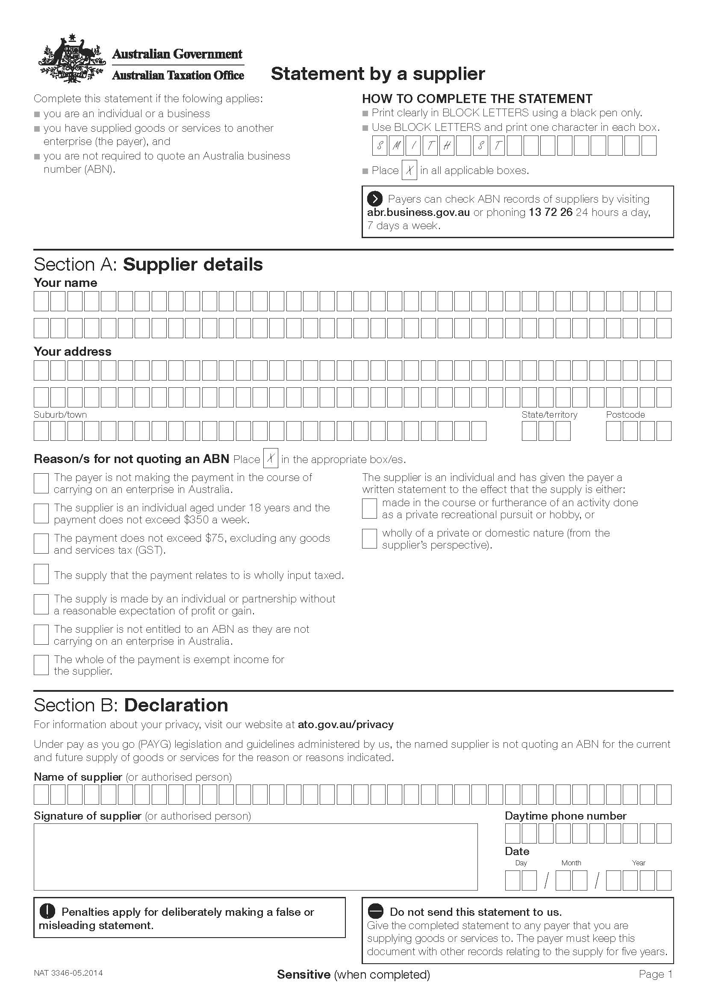 Australian Government
Australian Taxation Office
Statement by a supplier
Complete this statement if the folowing applies:
you are an individual or a business
you have supplied goods or services to another
enterprise (the payer), and
you are not required to quote an Australia business
number (ABN).
HOW TO COMPLETE THE STATEMENT
Print clearly in BLOCK LETTERS using a black pen only.
Use BLOCK LETTERS and print one character in each box.
SMITH ST
Place X in all applicable boxes.
Payers can check ABN records of suppliers by visiting
abr.business.gov.au or phoning 13 72 26 24 hours a day,
7 days a week.
Section A: Supplier details
Your name
Your address
Suburb/town State/territory Postcode
Reason/s for not quoting an ABN Place X in the appropriate box/es.
The payer is not making the payment in the course of
carrying on an enterprise in Australia.
The supplier is an individual aged under 18 years and the
payment does not exceed $350 a week.
The payment does not exceed $75, excluding any goods
and services tax (GST).
The supply that the payment relates to is wholly input taxed.
The supply is made by an individual or partnership without
a reasonable expectation of profit or gain.
The supplier is not entitled to an ABN as they are not
carrying on an enterprise in Australia.
The whole of the payment is exempt income for
the supplier.
The supplier is an individual and has given the payer a
written statement to the effect that the supply is either:
made in the course or furtherance of an activity done
as a private recreational pursuit or hobby, or
wholly of a private or domestic nature (from the
supplier's perspective).
Section B: Declaration
For information about your privacy, visit our website at ato.gov.au/privacy
Under pay as you go (PAYG) legislation and guidelines administered by us, the named supplier is not quoting an ABN for the current
and future supply of goods or services for the reason or reasons indicated.
Name of supplier (or authorised person)
Signature of supplier (or authorised person)
Daytime phone number
Date
Day Month Year
/ /
Penalties apply for deliberately making a false or
misleading statement.
Do not send this statement to us.
Give the completed statement to any payer that you are
supplying goods or services to. The payer must keep this
document with other records relating to the supply for five years.
NAT 3346-05.2014
Sensitive (when completed)
Page 1